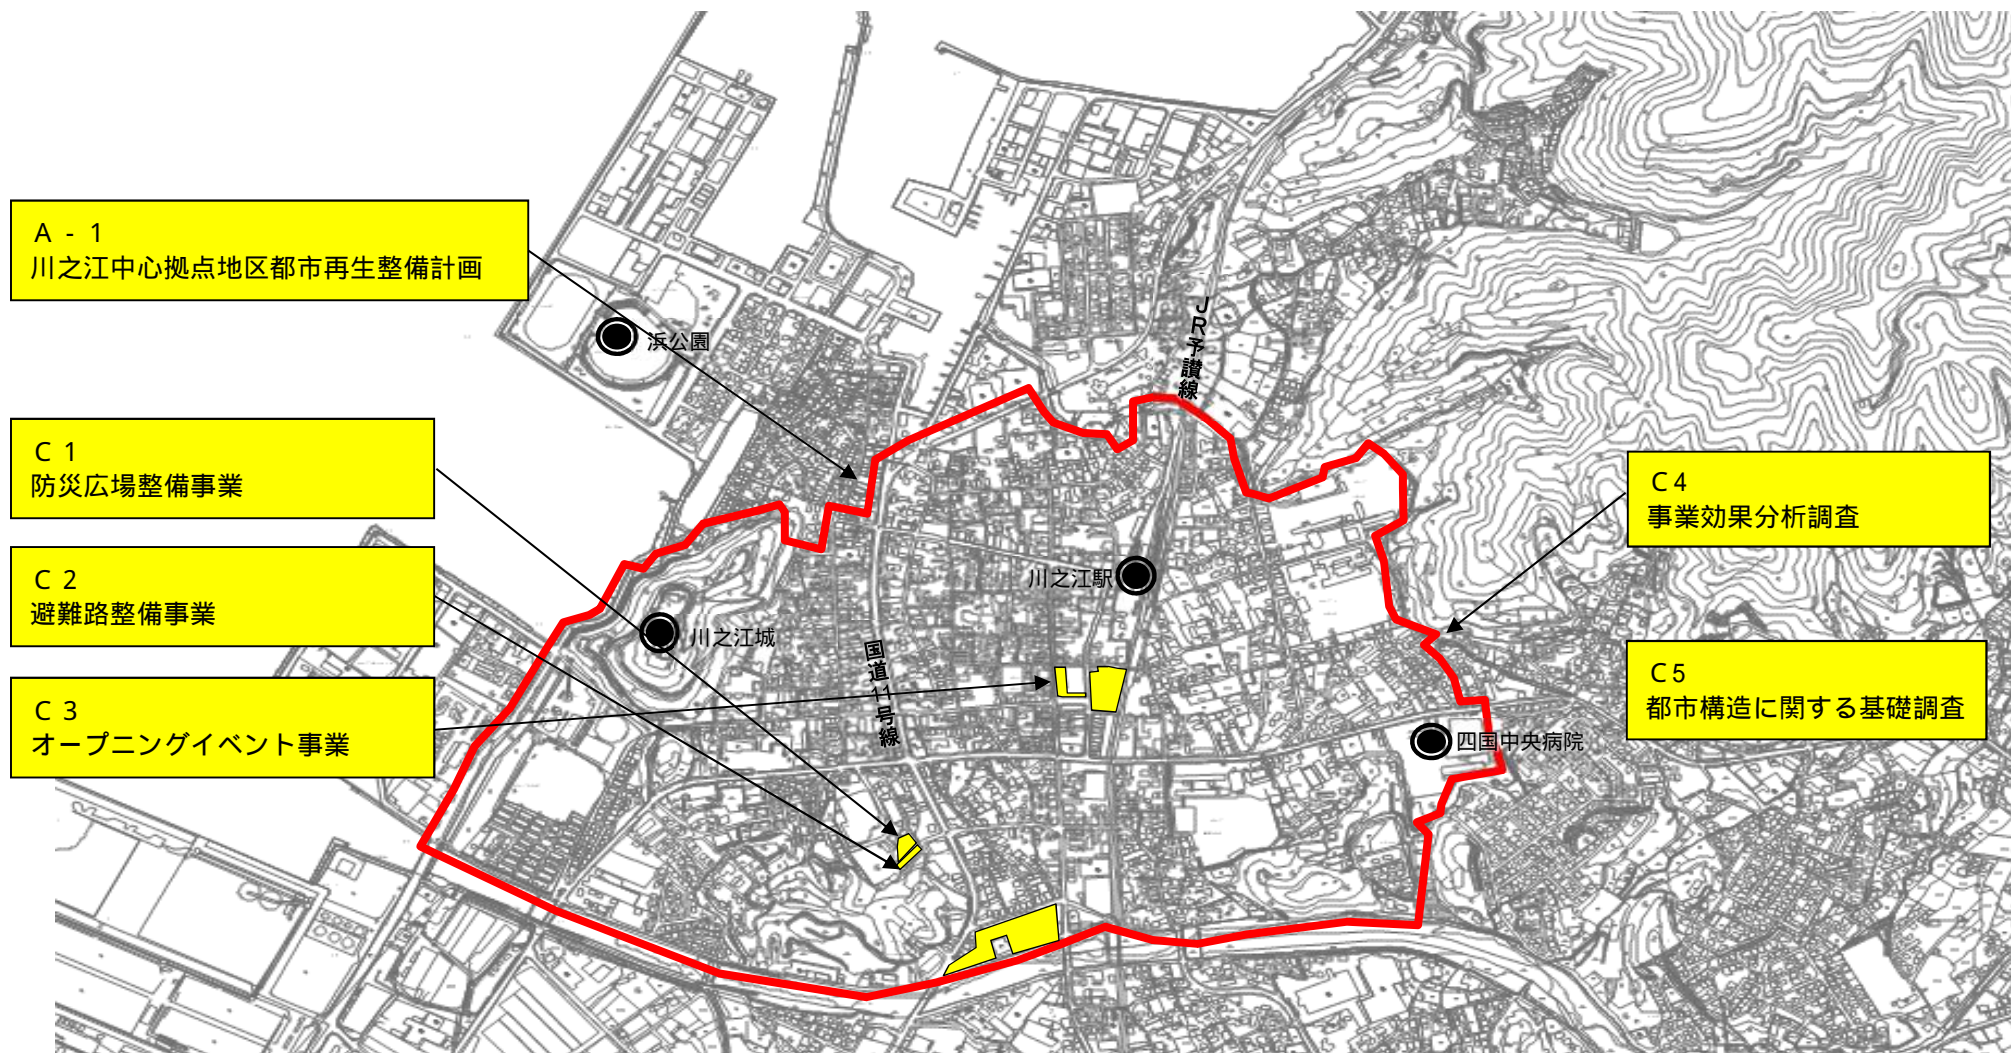 A - 1
川之江中心拠点地区都市再生整備計画
浜公園
JR予讃線
C 1
防災広場整備事業
C 2
避難路整備事業
C 3
オープニングイベント事業
川之江城
国道11号線
川之江駅
C 4
事業効果分析調査
C 5
都市構造に関する基礎調査
四国中央病院